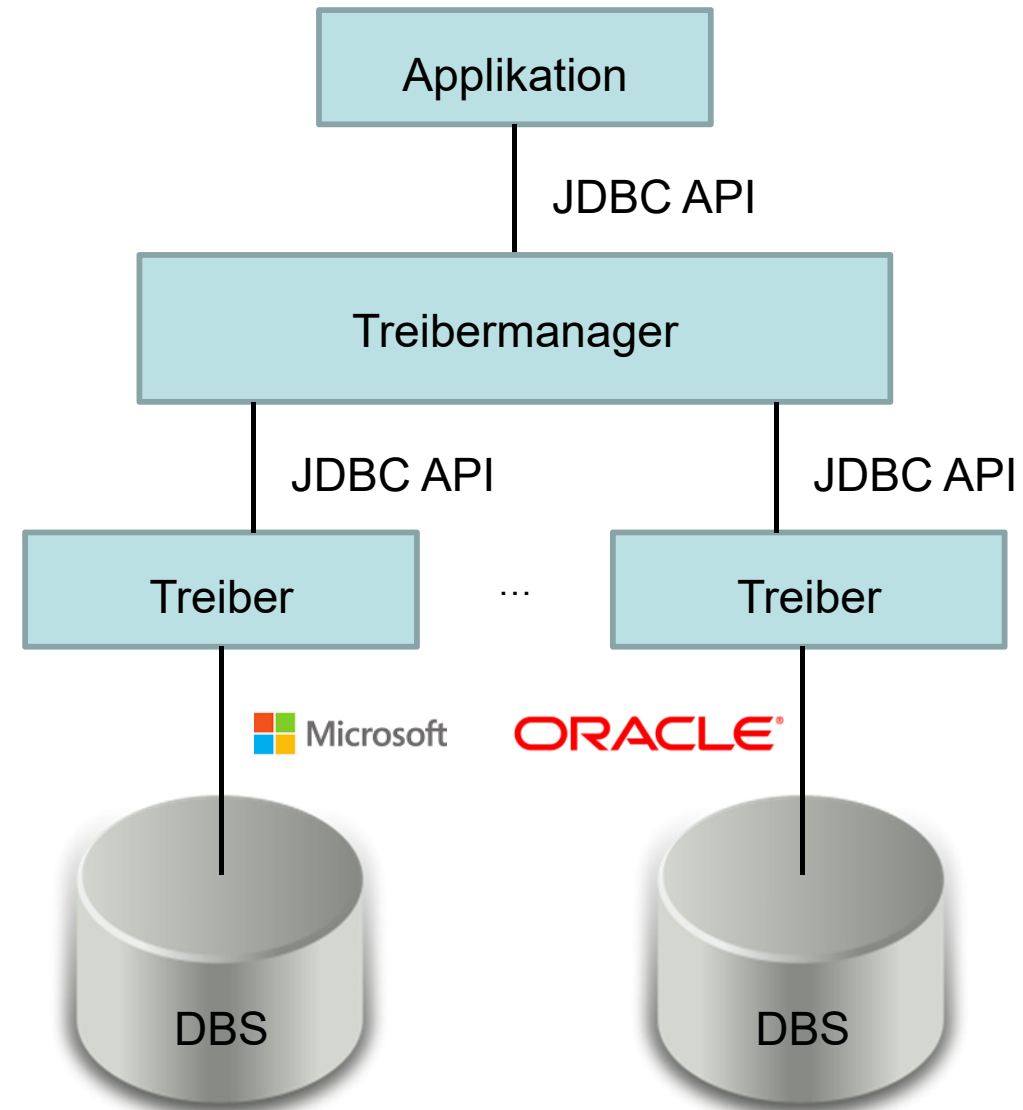 Applikation
JDBC API
Treibermanager
JDBC API
JDBC API
Treiber
...
Treiber
Microsoft
ORACLE®
DBS
DBS